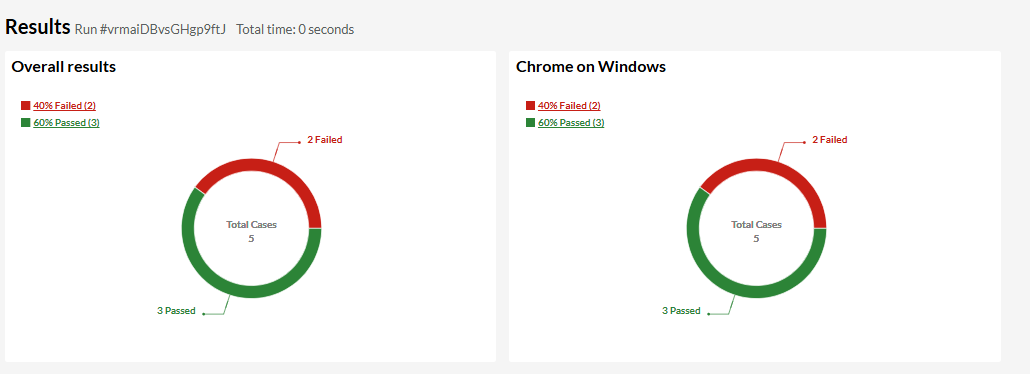 Results Run #vrmaiDBvsGHgp9ftJ Total time: 0 seconds
Overall results
40% Failed (2)
60% Passed (3)
2 Failed
Total Cases
5
3 Passed
Chrome on Windows
40% Failed (2)
60% Passed (3)
2 Failed
Total Cases
5
3 Passed